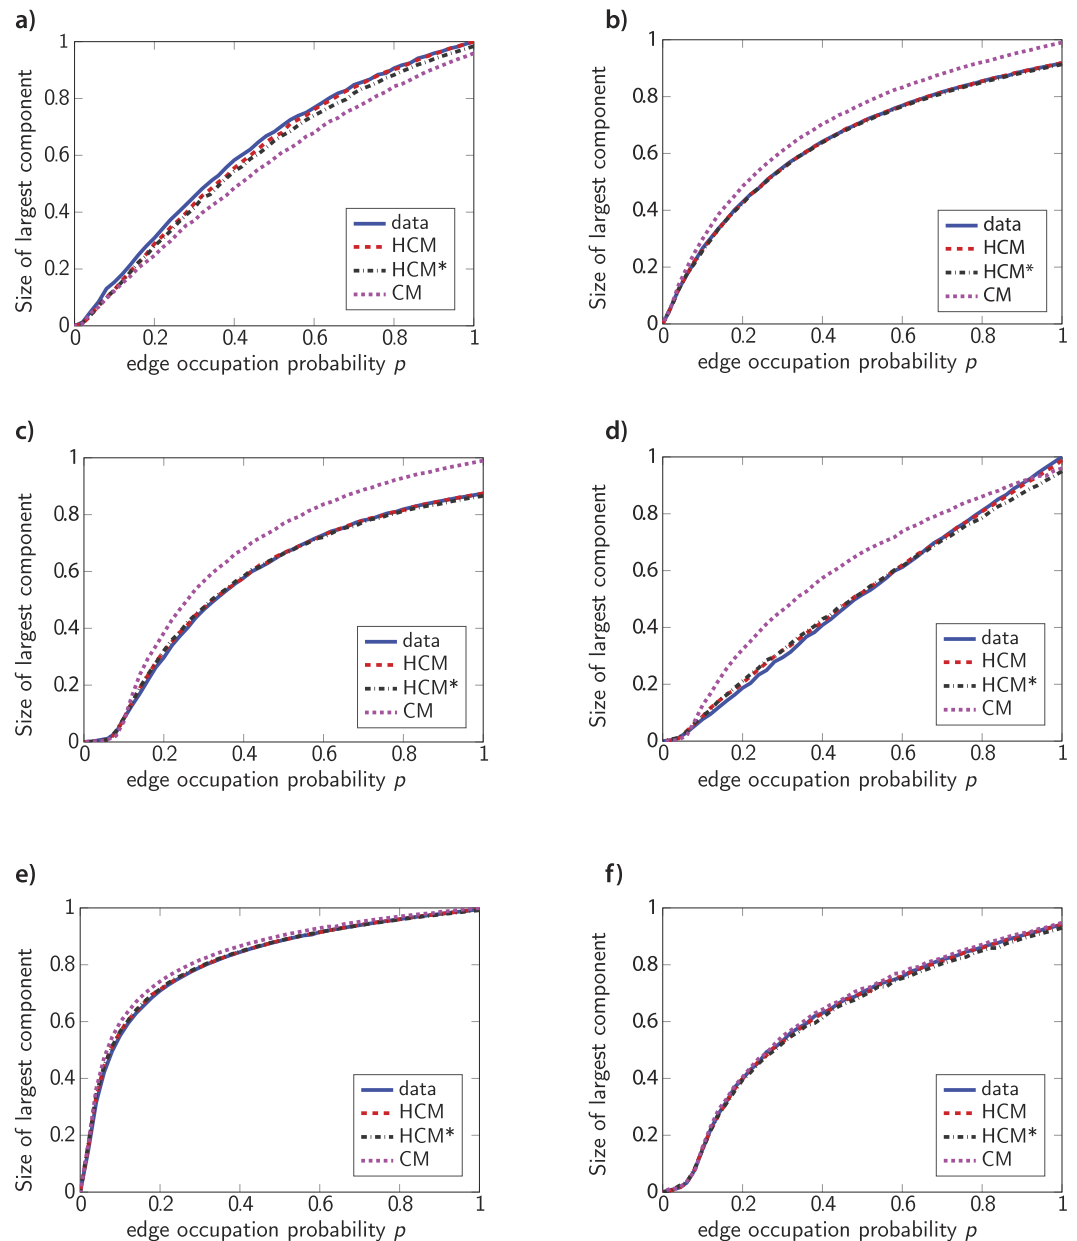 a)
Size of largest component
1
0.8
0.6
0.4
0.2
0
0 0.2 0.4 0.6 0.8 1
edge occupation probability p
data
HCM
HCM*
CM
b)
Size of largest component
1
0.8
0.6
0.4
0.2
0
0 0.2 0.4 0.6 0.8 1
edge occupation probability p
data
HCM
HCM*
CM
c)
Size of largest component
1
0.8
0.6
0.4
0.2
0
0 0.2 0.4 0.6 0.8 1
edge occupation probability p
data
HCM
HCM*
CM
d)
Size of largest component
1
0.8
0.6
0.4
0.2
0
0 0.2 0.4 0.6 0.8 1
edge occupation probability p
data
HCM
HCM*
CM
e)
Size of largest component
1
0.8
0.6
0.4
0.2
0
0 0.2 0.4 0.6 0.8 1
edge occupation probability p
data
HCM
HCM*
CM
f)
Size of largest component
1
0.8
0.6
0.4
0.2
0
0 0.2 0.4 0.6 0.8 1
edge occupation probability p
data
HCM
HCM*
CM